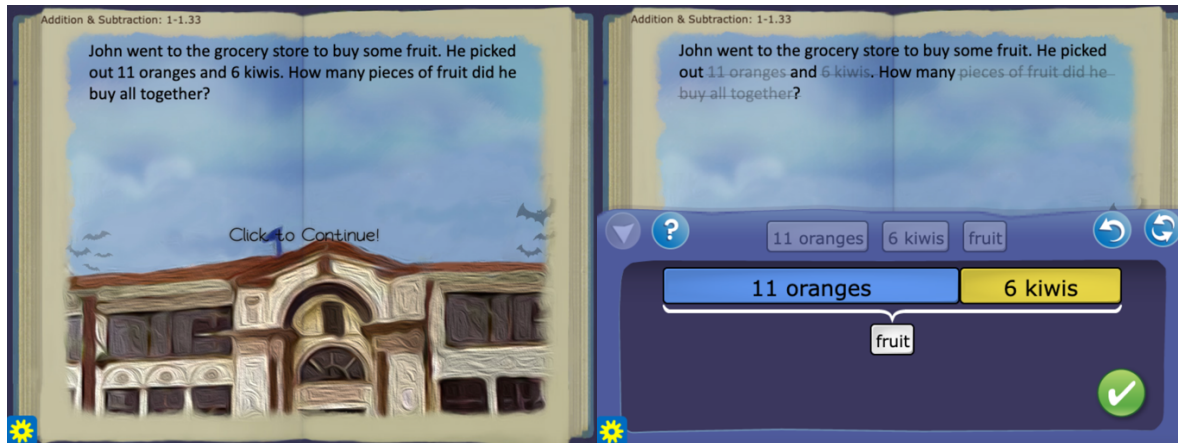 Addition & Subtraction: 1-1.33
John went to the grocery store to buy some fruit. He picked
out 11 oranges and 6 kiwis. How many pieces of fruit did he
buy all together?
Click to Continue!
Addition & Subtraction: 1-1.33
John went to the grocery store to buy some fruit. He picked
out 11 oranges and 6 kiwis. How many pieces of fruit did he
buy all together?
?
11 oranges 6 kiwis fruit
11 oranges 6 kiwis
fruit